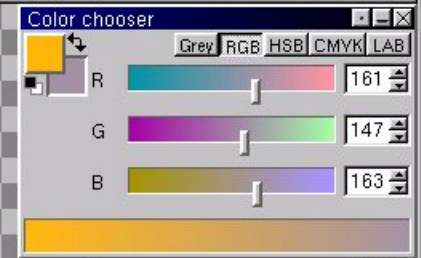 Color chooser
Grey RGB HSB CMYK LAB
R 161
G 147
B 163